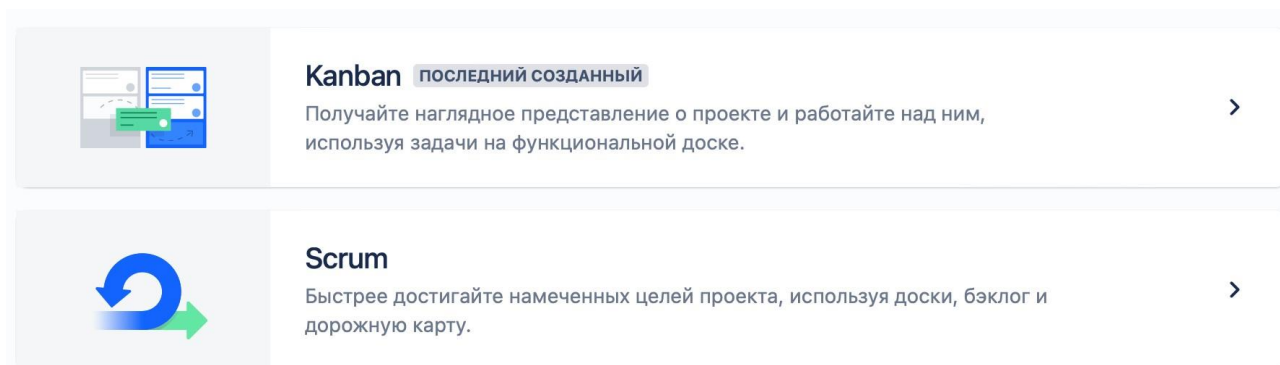 Kanban ПОСЛЕДНИЙ СОЗДАННЫЙ
Получайте наглядное представление о проекте и работайте над ним,
используя задачи на функциональной доске.
Scrum
Быстрее достигайте намеченных целей проекта, используя доски, бэклог и
дорожную карту.